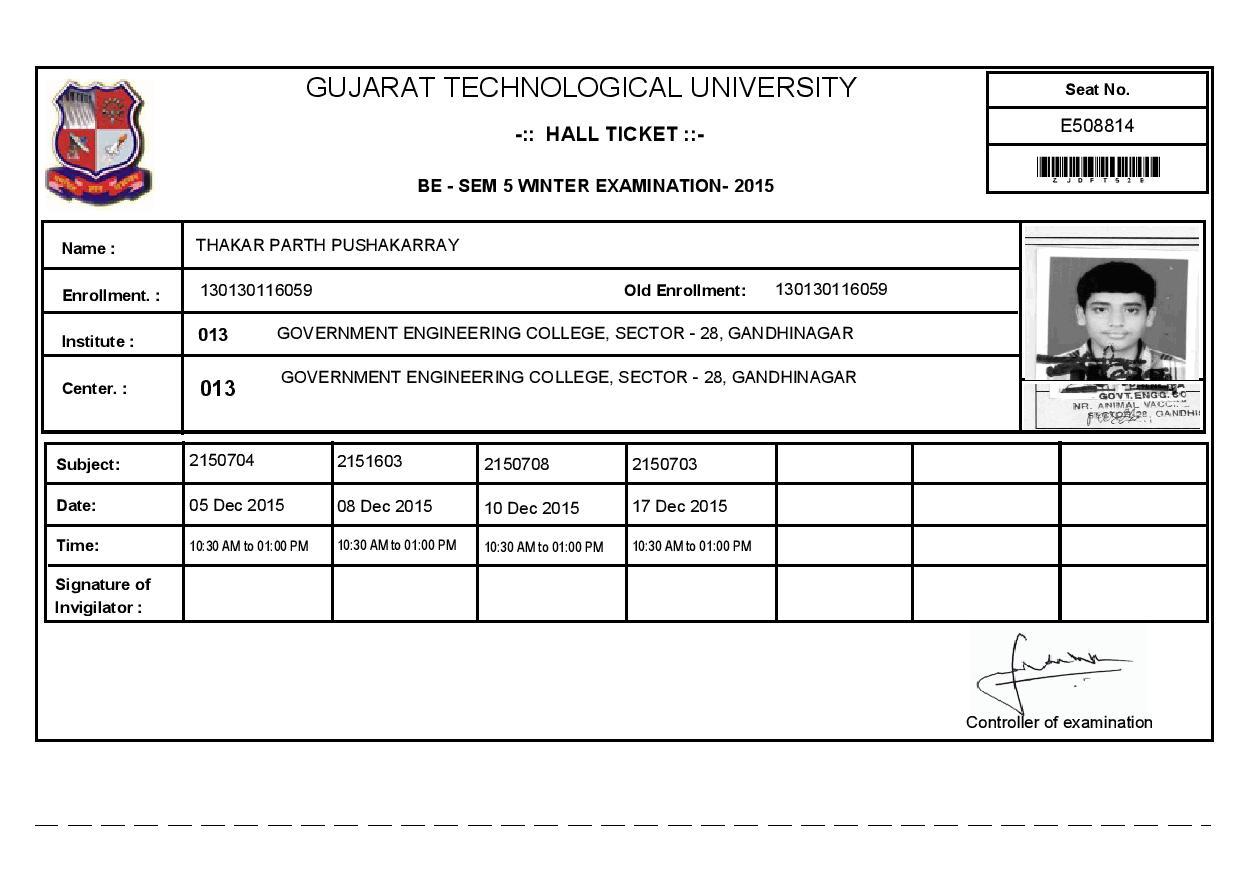 GUJARAT TECHNOLOGICAL UNIVERSITY
-:: HALL TICKET ::-
BE - SEM 5 WINTER EXAMINATION- 2015
Seat No.
E508814
Name : THAKAR PARTH PUSHAKARRAY
Enrollment. : 130130116059 Old Enrollment: 130130116059
Institute : 013 GOVERNMENT ENGINEERING COLLEGE, SECTOR - 28, GANDHINAGAR
Center. : 013 GOVERNMENT ENGINEERING COLLEGE, SECTOR - 28, GANDHINAGAR
GOVT.ENGG.CO
NR. ANIMAL VACC
28, GANDHI
Subject: 2150704 2151603 2150708 2150703
Date: 05 Dec 2015 08 Dec 2015 10 Dec 2015 17 Dec 2015
Time: 10:30 AM to 01:00 PM 10:30 AM to 01:00 PM 10:30 AM to 01:00 PM 10:30 AM to 01:00 PM
Signature of
Invigilator :
Controller of examination